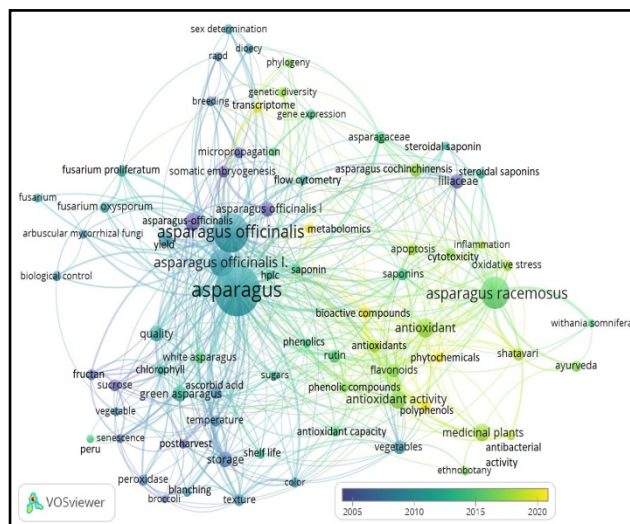 sex determination
dioecy
rapd
phylogeny
genetic diversity
breeding
transcriptome
gene expression
asparagaceae
micropropagation
steroidal saponin
fusarium proliferatum
somatic embryogenesis
flow cytometry
asparagus cochinchinensis
steroidal saponins
liliaceae
fusarium
fusarium oxysporum
asparagus officinalis l
asparagus-officinalis
metabolomics
arbuscular mycorrhizal fungi
asparagus officinalis
yield
apoptosis
inflammation
cytotoxicity
biological control
asparagus officinalis l.
saponin
hplc
saponins
oxidative stress
asparagus
asparagus racemosus
bioactive compounds
withania somnifera
quality
phenolics
antioxidant
white asparagus
rutin
antioxidants
phytochemicals
shatavari
fructan
chlorophyll
sugars
flavonoids
ayurveda
sucrose
green asparagus
ascorbid acid
phenolic compounds
antioxidant activity
polyphenols
vegetable
temperature
senescence
peru
postharvest
antioxidant capacity
medicinal plants
storage
shelf life
vegetables
antibacterial
activity
peroxidase
blanching
broccoli
texture
color
ethnobotany
VOSviewer
2005 2010 2015 2020